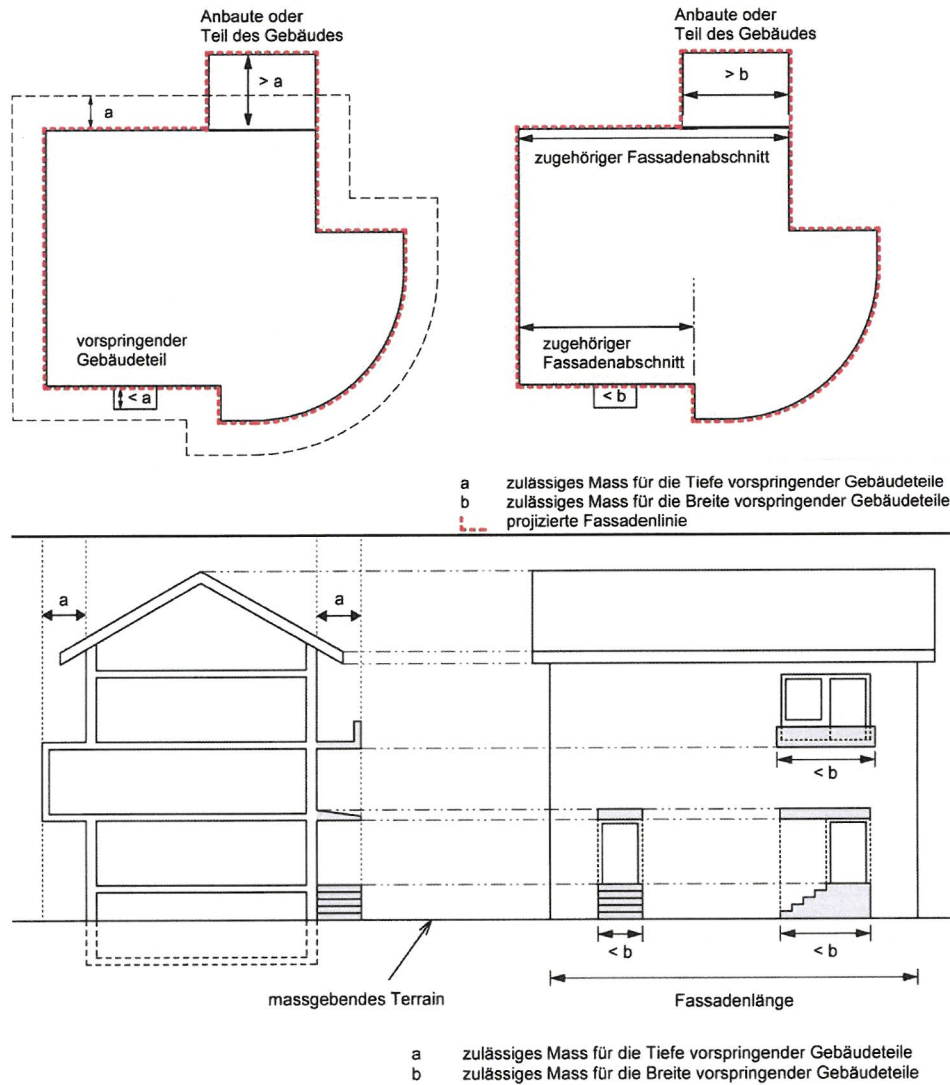 Anbaute oder
Teil des Gebäudes
> a
a
vorspringender
Gebäudeteil
< a
Anbaute oder
Teil des Gebäudes
> b
zugehöriger Fassadenabschnitt
zugehöriger
Fassadenabschnitt
< b
a zulässiges Mass für die Tiefe vorspringender Gebäudeteile
b zulässiges Mass für die Breite vorspringender Gebäudeteile
projizierte Fassadenlinie
a
a
< b
< b
< b
massgebendes Terrain
Fassadenlänge
a zulässiges Mass für die Tiefe vorspringender Gebäudeteile
b zulässiges Mass für die Breite vorspringender Gebäudeteile